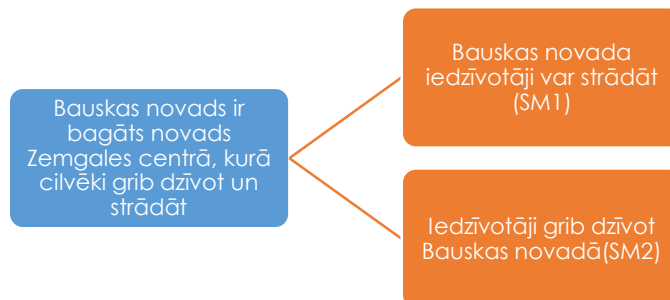 Bauskas novads ir
bagāts novads
Zemgales centrā, kurā
cilvēki grib dzīvot un
strādāt
Bauskas novada
iedzīvotāji var strādāt
(SM1)
Iedzīvotāji grib dzīvot
Bauskas novadā(SM2)